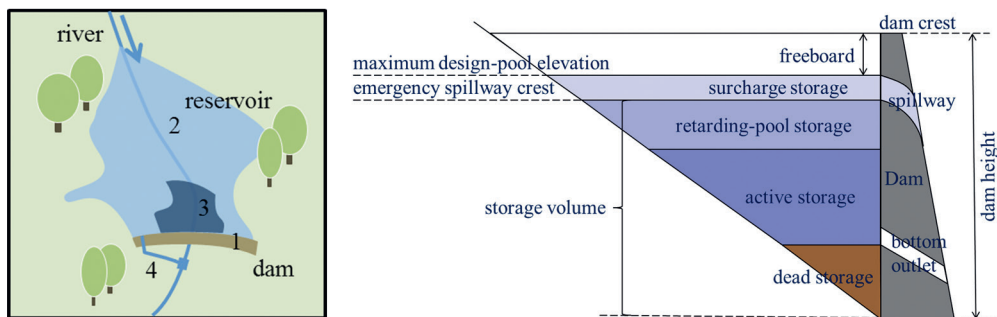 river
reservoir
2
3
1
4
dam
dam crest
freeboard
maximum design-pool elevation
emergency spillway crest
surcharge storage
spillway
retarding-pool storage
Dam
storage volume
active storage
bottom
outlet
dead storage
dam height